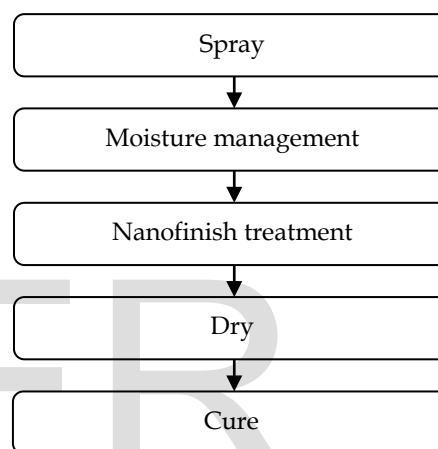 Spray
Moisture management
Nanofinish treatment
Dry
Cure